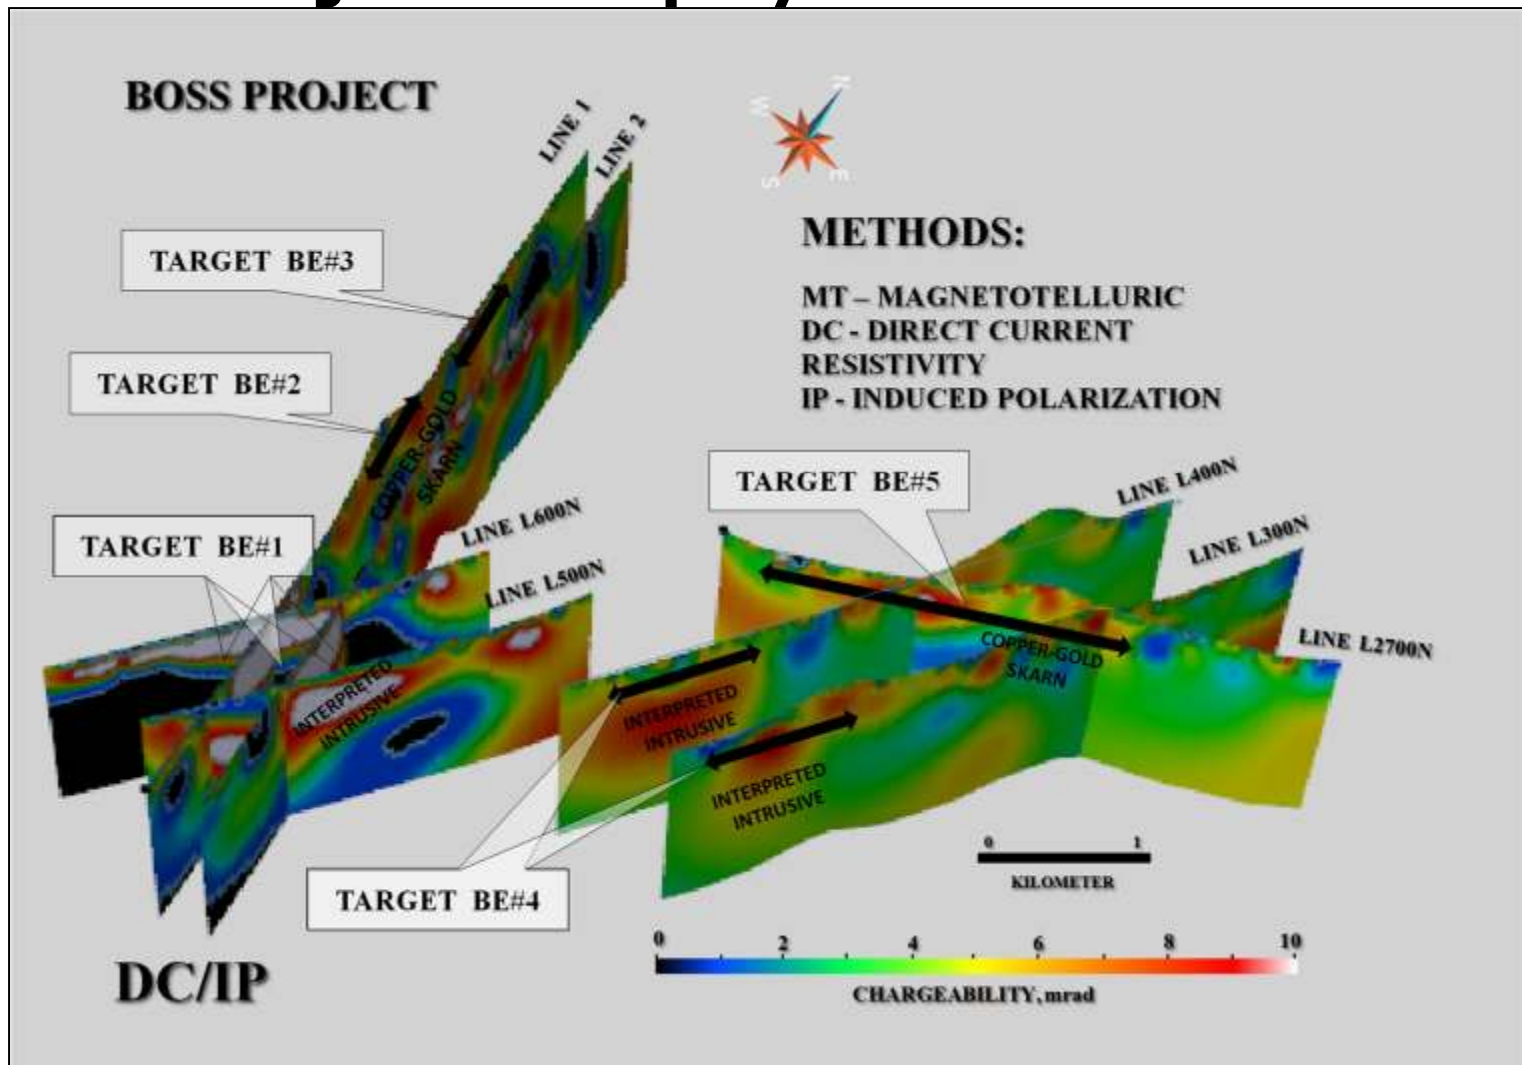 BOSS PROJECT
LINE 1
LINE 2
N
W
S
E
METHODS:
MT – MAGNETOTELLURIC
DC - DIRECT CURRENT
RESISTIVITY
IP - INDUCED POLARIZATION
TARGET BE#3
TARGET BE#2
COPPER-GOLD
SKARN
TARGET BE#1
LINE L600N
LINE L500N
INTERPRETED
INTRUSIVE
TARGET BE#5
LINE L400N
LINE L300N
LINE L2700N
COPPER-GOLD
SKARN
INTERPRETED
INTRUSIVE
INTERPRETED
INTRUSIVE
TARGET BE#4
0 1
KILOMETER
0 2 4 6 8 10
CHARGEABILITY, mrad
DC/IP